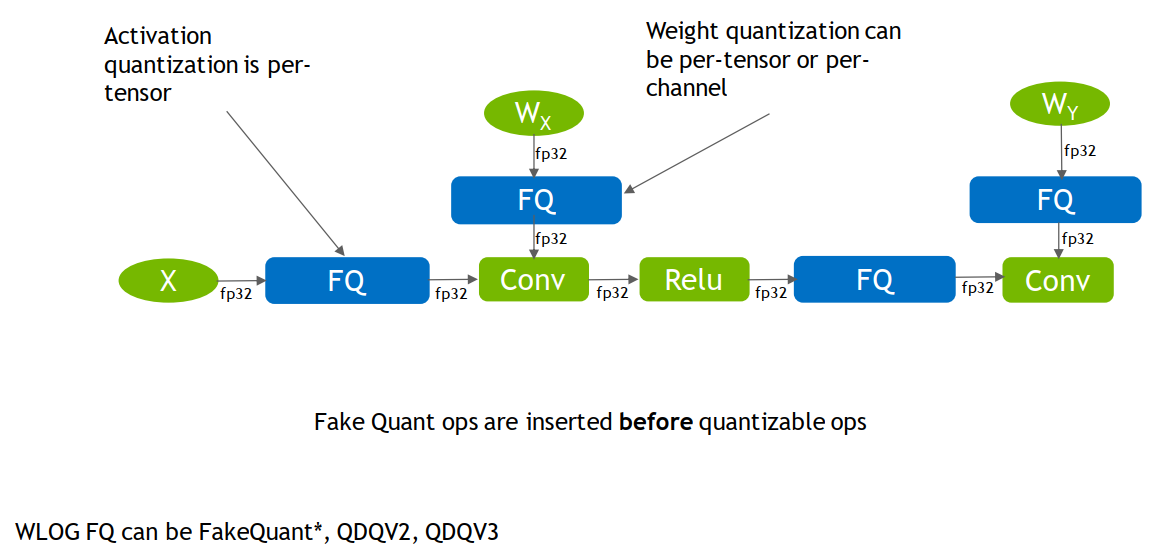 Activation
quantization is per-
tensor
Weight quantization can
be per-tensor or per-
channel
W_X
W_Y
fp32
fp32
FQ
FQ
fp32
fp32
X
fp32
FQ
fp32
Conv
fp32
Relu
fp32
FQ
fp32
Conv
Fake Quant ops are inserted before quantizable ops
WLOG FQ can be FakeQuant*, QDQV2, QDQV3